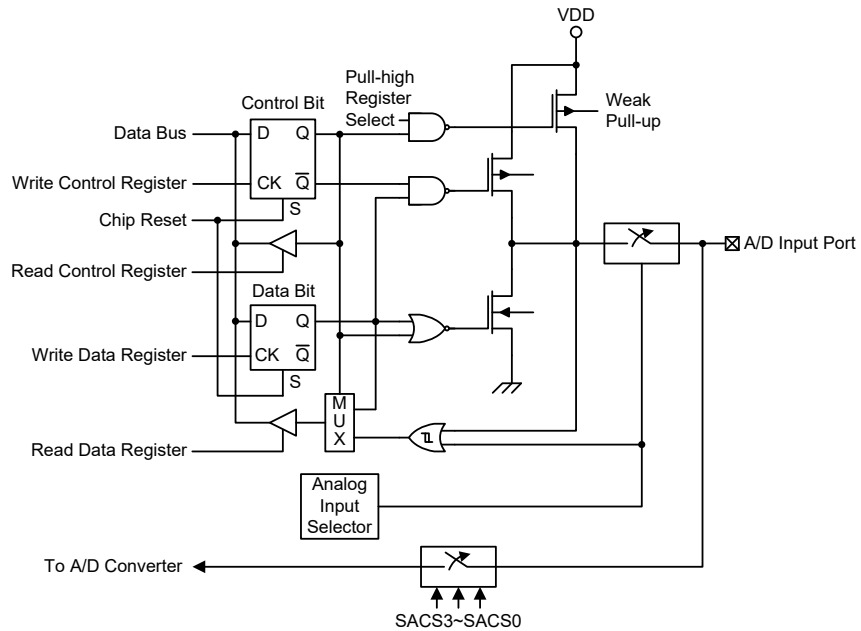 VDD
Pull-high
Register
Select
Weak
Pull-up
Control Bit
Data Bus
D
Q
Write Control Register
CK
Q
S
Chip Reset
A/D Input Port
Read Control Register
Data Bit
D
Q
Write Data Register
CK
Q
S
M
U
X
Read Data Register
Analog
Input
Selector
To A/D Converter
SACS3~SACS0